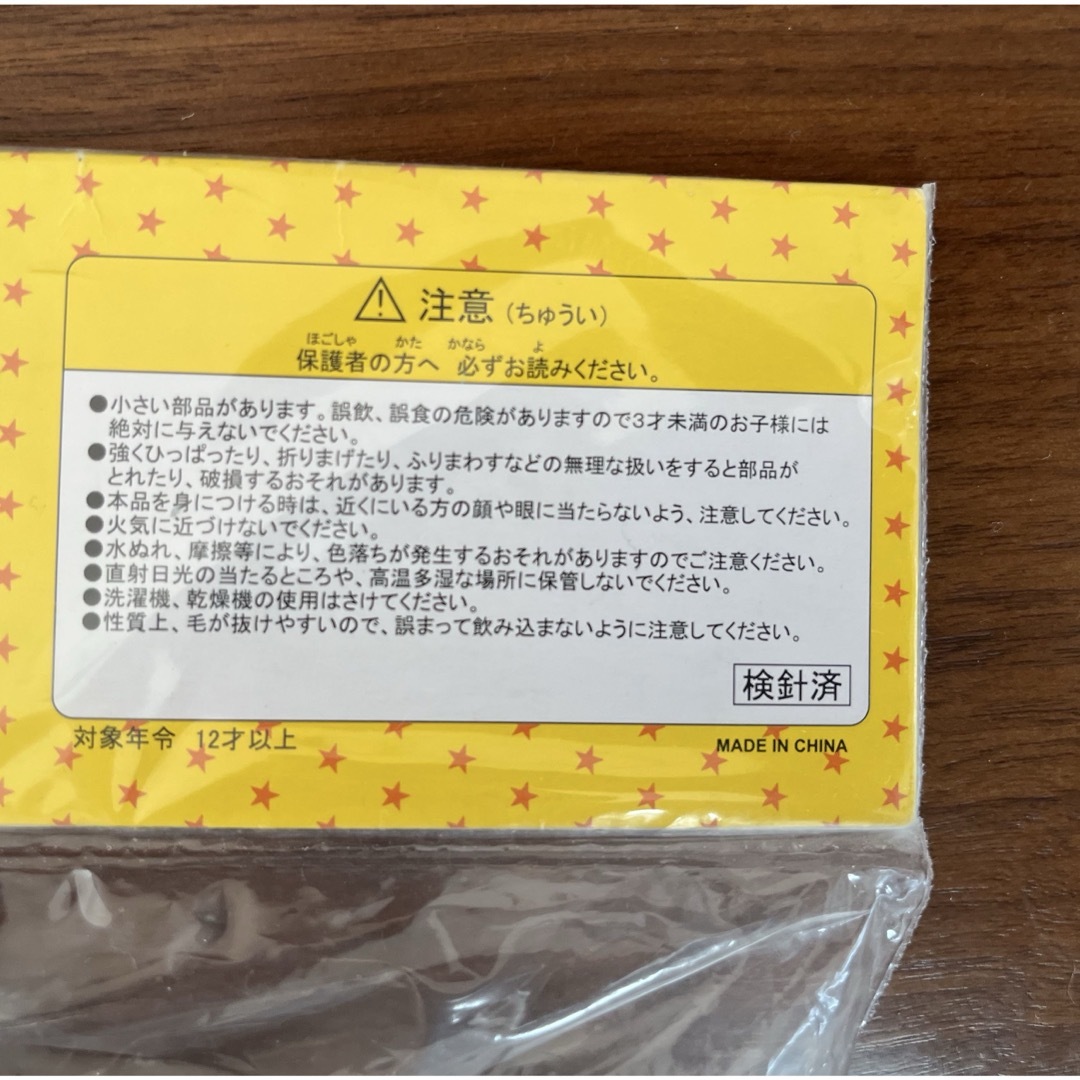 注意(ちゅうい)
ほごしゃ かた かなら よ
保護者の方へ 必ずお読みください。
●小さい部品があります。誤飲、誤食の危険がありますので3才未満のお子様には
絶対に与えないでください。
●強くひっぱったり、折りまげたり、ふりまわすなどの無理な扱いをすると部品が
とれたり、破損するおそれがあります。
●本品を身につける時は、近くにいる方の顔や眼に当たらないよう、注意してください。
●火気に近づけないでください。
●水ぬれ、摩擦等により、色落ちが発生するおそれがありますのでご注意ください。
●直射日光の当たるところや、高温多湿な場所に保管しないでください。
●洗濯機、乾燥機の使用はさけてください。
●性質上、毛が抜けやすいので、誤まって飲み込まないように注意してください。
検針済
対象年令 12才以上
MADE IN CHINA